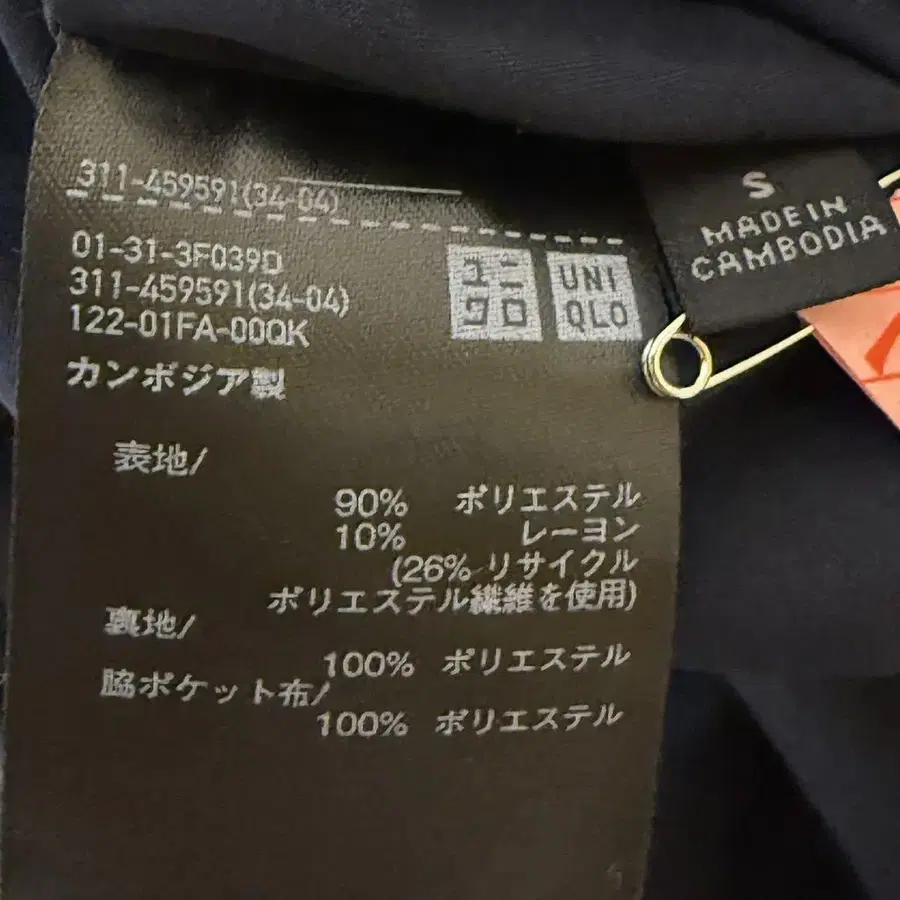 311-459591(34-04)
01-31-3F039D
311-459591(34-04)
122-01FA-00QK
カンボジア製
ユニ
クロ
UNI
QLO
S
MADE IN
CAMBODIA
表地/
90% ポリエステル
10% レーヨン
(26% リサイクル
ポリエステル繊維を使用)
裏地/
100% ポリエステル
脇ポケット布/
100% ポリエステル